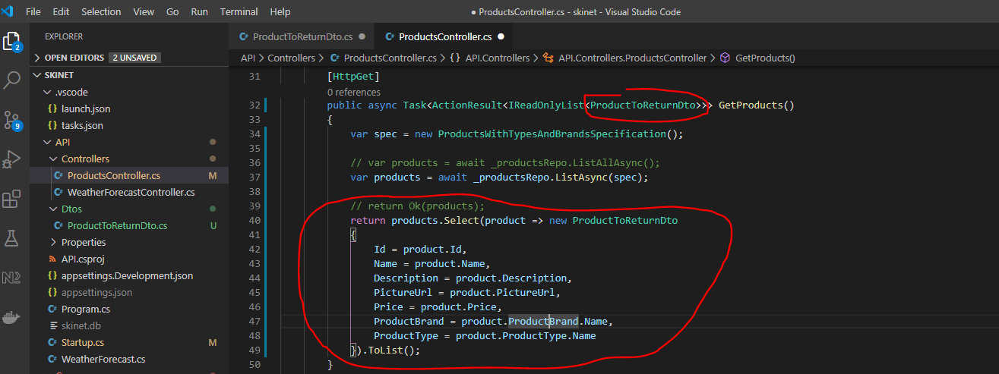 File Edit Selection View Go Run Terminal Help ● ProductsController.cs - skinet - Visual Studio Code
EXPLORER
ProductToReturnDto.cs ●
ProductsController.cs ●
2
OPEN EDITORS 2 UNSAVED
API > Controllers > ProductsController.cs > {} API.Controllers > API.Controllers.ProductsController > GetProducts()
SKINET
.vscode
{} launch.json
{} tasks.json
API
Controllers
ProductsController.cs M
WeatherForecastController.cs
Dtos
ProductToReturnDto.cs U
Properties
API.csproj
{} appsettings.Development.json
{} appsettings.json
Program.cs
skinet.db
Startup.cs M
WeatherForecast.cs
9
31 [HttpGet]
0 references
32 public async Task<ActionResult<IReadOnlyList<ProductToReturnDto>>> GetProducts()
33 {
34 var spec = new ProductsWithTypesAndBrandsSpecification();
35
36 // var products = await _productsRepo.ListAllAsync();
37 var products = await _productsRepo.ListAsync(spec);
38
39 // return Ok(products);
40 return products.Select(product => new ProductToReturnDto
41 {
42 Id = product.Id,
43 Name = product.Name,
44 Description = product.Description,
45 PictureUrl = product.PictureUrl,
46 Price = product.Price,
47 ProductBrand = product.ProductBrand.Name,
48 ProductType = product.ProductType.Name
49 }).ToList();
50 }